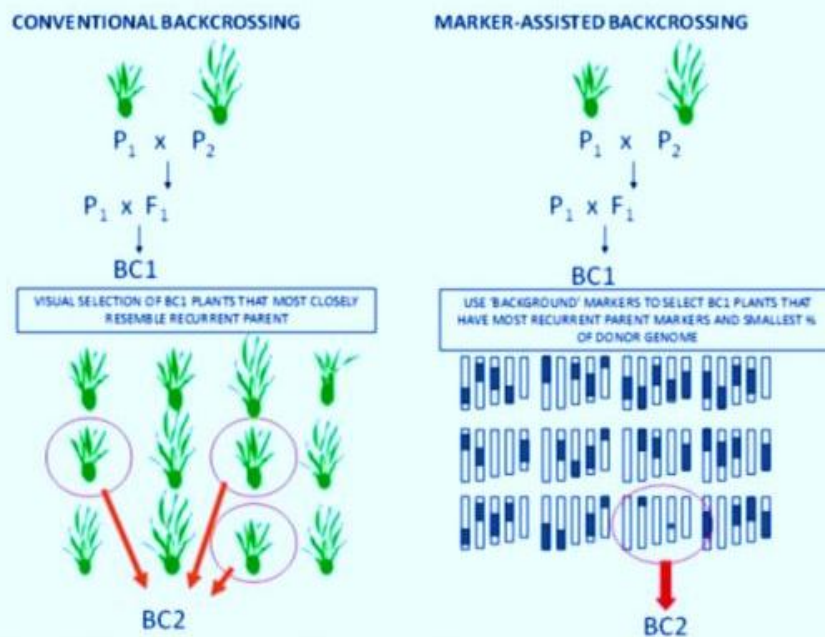 CONVENTIONAL BACKCROSSING
P₁ x P₂
P₁ x F₁
BC1
VISUAL SELECTION OF BC1 PLANTS THAT MOST CLOSELY
RESEMBLE RECURRENT PARENT
BC2
MARKER-ASSISTED BACKCROSSING
P₁ x P₂
P₁ x F₁
BC1
USE 'BACKGROUND' MARKERS TO SELECT BC1 PLANTS THAT
HAVE MOST RECURRENT PARENT MARKERS AND SMALLEST %
OF DONOR GENOME
BC2